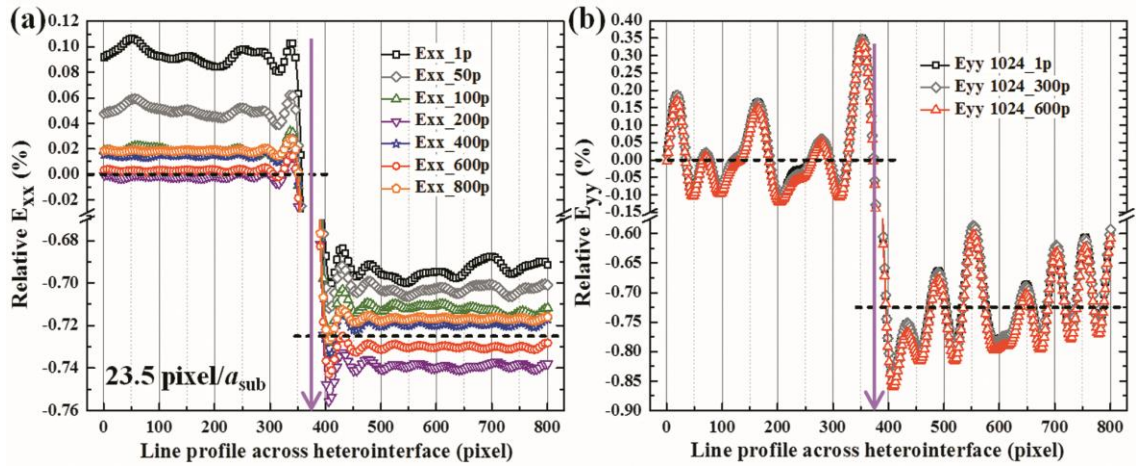 (a)
0.12
0.10
0.08
0.06
0.04
0.02
0.00
-0.02
-0.68
-0.70
-0.72
-0.74
-0.76
Relative Exx (%)
Exx_1p
Exx_50p
Exx_100p
Exx_200p
Exx_400p
Exx_600p
Exx_800p
23.5 pixel/asub
0 100 200 300 400 500 600 700 800
Line profile across heterointerface (pixel)
(b)
0.40
0.35
0.30
0.25
0.20
0.15
0.10
0.05
0.00
-0.05
-0.10
-0.15
-0.60
-0.65
-0.70
-0.75
-0.80
-0.85
-0.90
Relative Eyy (%)
Eyy 1024_1p
Eyy 1024_300p
Eyy 1024_600p
0 100 200 300 400 500 600 700 800
Line profile across heterointerface (pixel)